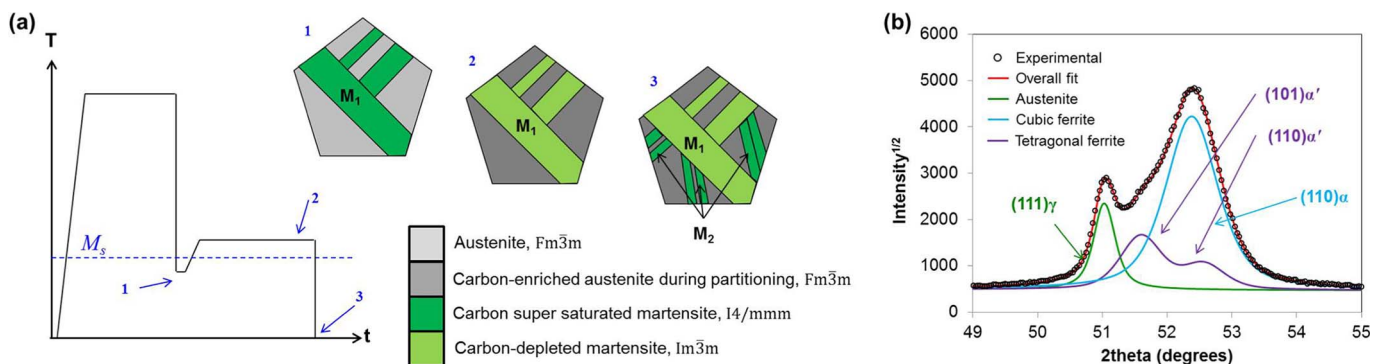 (a)
T
M_s
1
2
3
t
1
M₁
2
M₁
3
M₁
M₂
Austenite, Fm3̅m
Carbon-enriched austenite during partitioning, Fm3̅m
Carbon super saturated martensite, I4/mmm
Carbon-depleted martensite, Im3̅m
(b)
Intensity^1/2
6000
5000
4000
3000
2000
1000
0
Experimental
Overall fit
Austenite
Cubic ferrite
Tetragonal ferrite
(101)α′
(110)α′
(111)γ
(110)α
49 50 51 52 53 54 55
2theta (degrees)